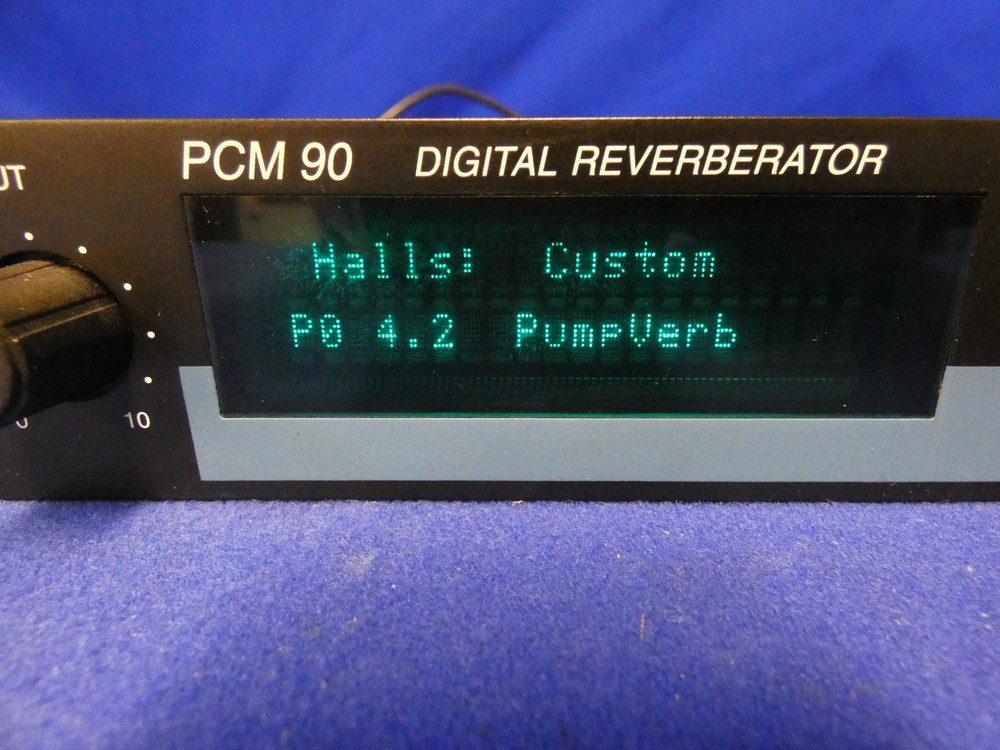 PCM 90 DIGITAL REVERBERATOR
Halls: Custom
P0 4.2 PumpVerb
10